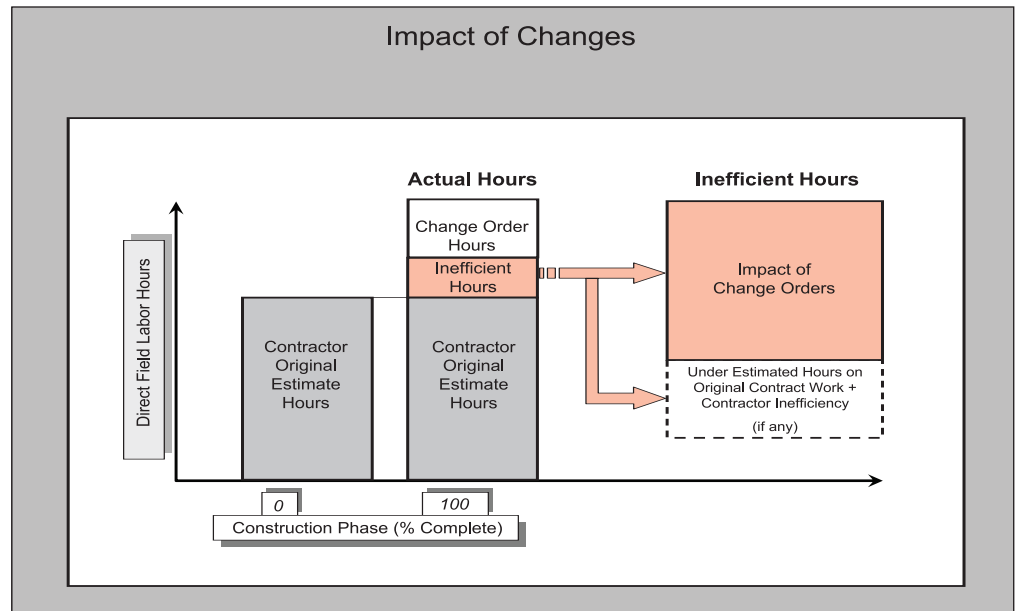 Impact of Changes
Actual Hours
Inefficient Hours
Direct Field Labor Hours
Change Order
Hours
Inefficient
Hours
Contractor
Original
Estimate
Hours
Contractor
Original
Estimate
Hours
Impact of
Change Orders
Under Estimated Hours on
Original Contract Work +
Contractor Inefficiency
(if any)
0
100
Construction Phase (% Complete)